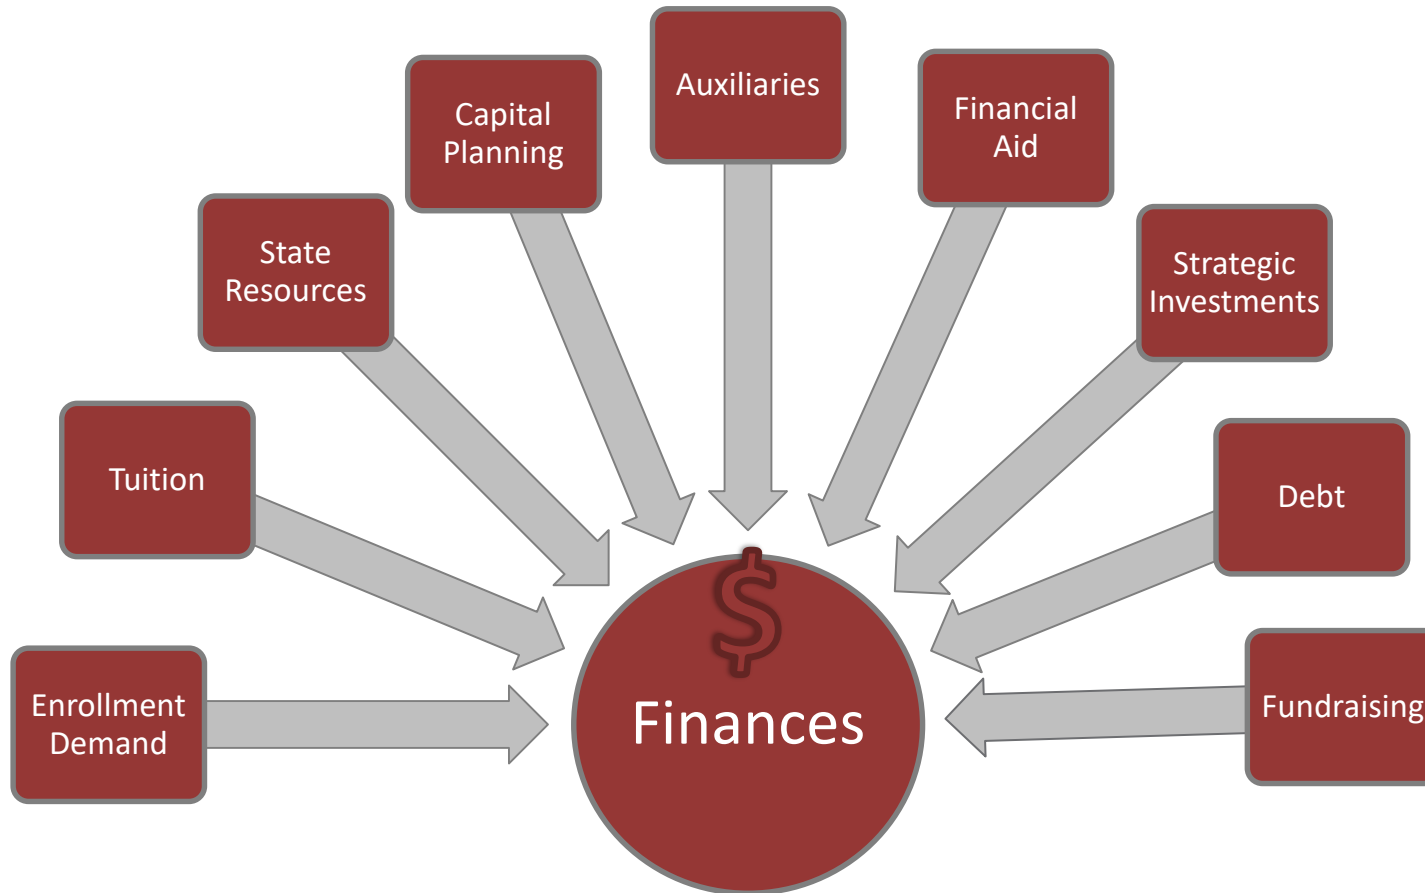 Auxiliaries
Capital
Planning
Financial
Aid
State
Resources
Strategic
Investments
Tuition
Debt
Enrollment
Demand
$
Finances
Fundraising